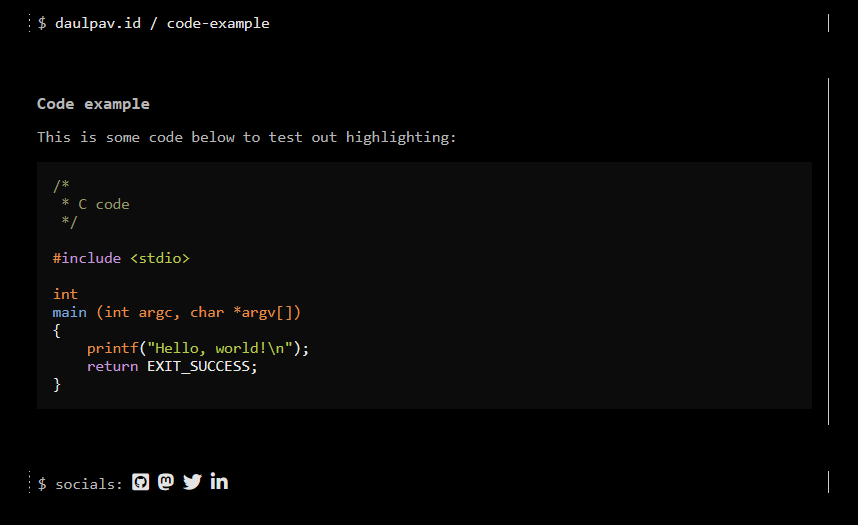 $ daulpav.id / code-example
Code example
This is some code below to test out highlighting:
/*
 * C code
 */
#include <stdio>
int
main (int argc, char *argv[])
{
    printf("Hello, world!\n");
    return EXIT_SUCCESS;
}
$ socials: